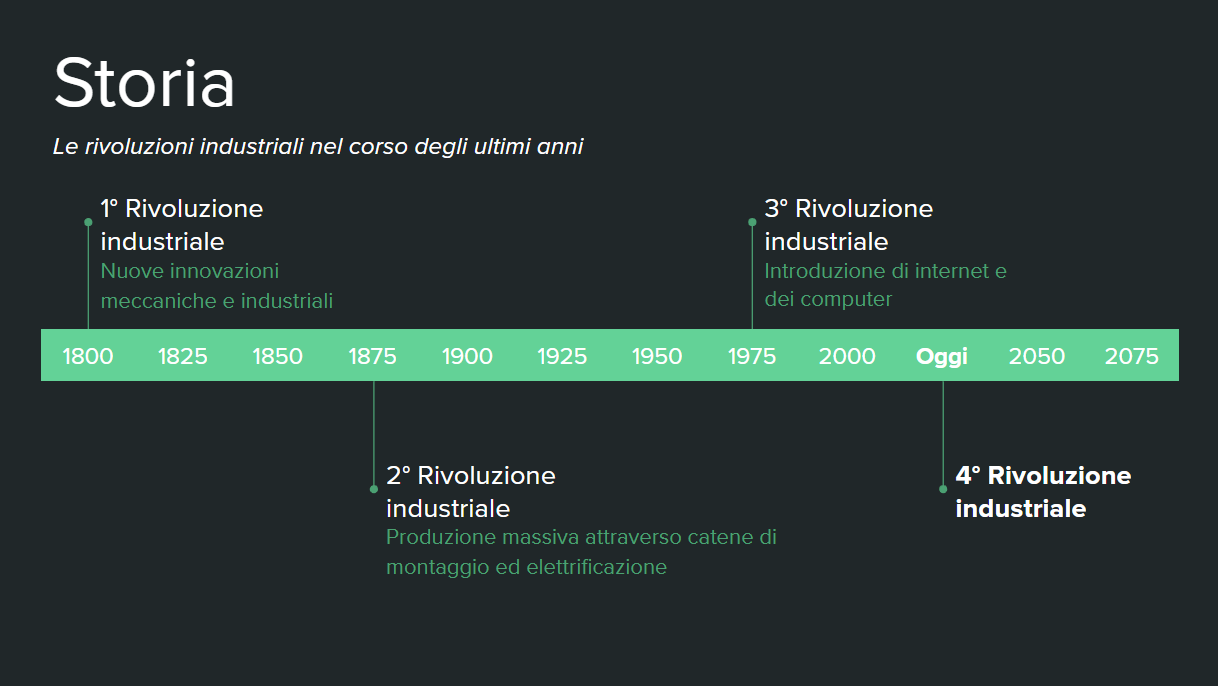 Storia
Le rivoluzioni industriali nel corso degli ultimi anni
1° Rivoluzione
industriale
Nuove innovazioni
meccaniche e industriali
3° Rivoluzione
industriale
Introduzione di internet e
dei computer
1800 1825 1850 1875 1900 1925 1950 1975 2000 Oggi 2050 2075
2° Rivoluzione
industriale
Produzione massiva attraverso catene di
montaggio ed elettrificazione
4° Rivoluzione
industriale